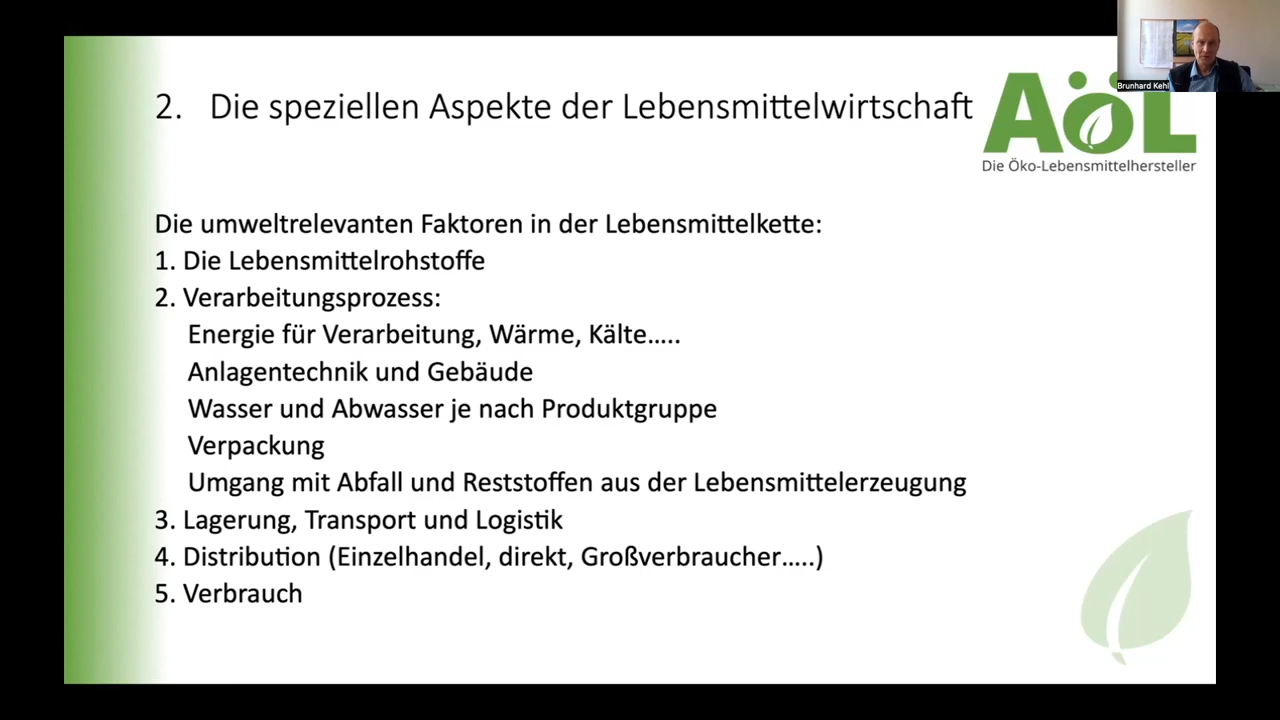 Brunhard Kehl
2. Die speziellen Aspekte der Lebensmittelwirtschaft
AÖL
Die Öko-Lebensmittelhersteller
Die umweltrelevanten Faktoren in der Lebensmittelkette:
1. Die Lebensmittelrohstoffe
2. Verarbeitungsprozess:
Energie für Verarbeitung, Wärme, Kälte.....
Anlagentechnik und Gebäude
Wasser und Abwasser je nach Produktgruppe
Verpackung
Umgang mit Abfall und Reststoffen aus der Lebensmittelerzeugung
3. Lagerung, Transport und Logistik
4. Distribution (Einzelhandel, direkt, Großverbraucher.....)
5. Verbrauch